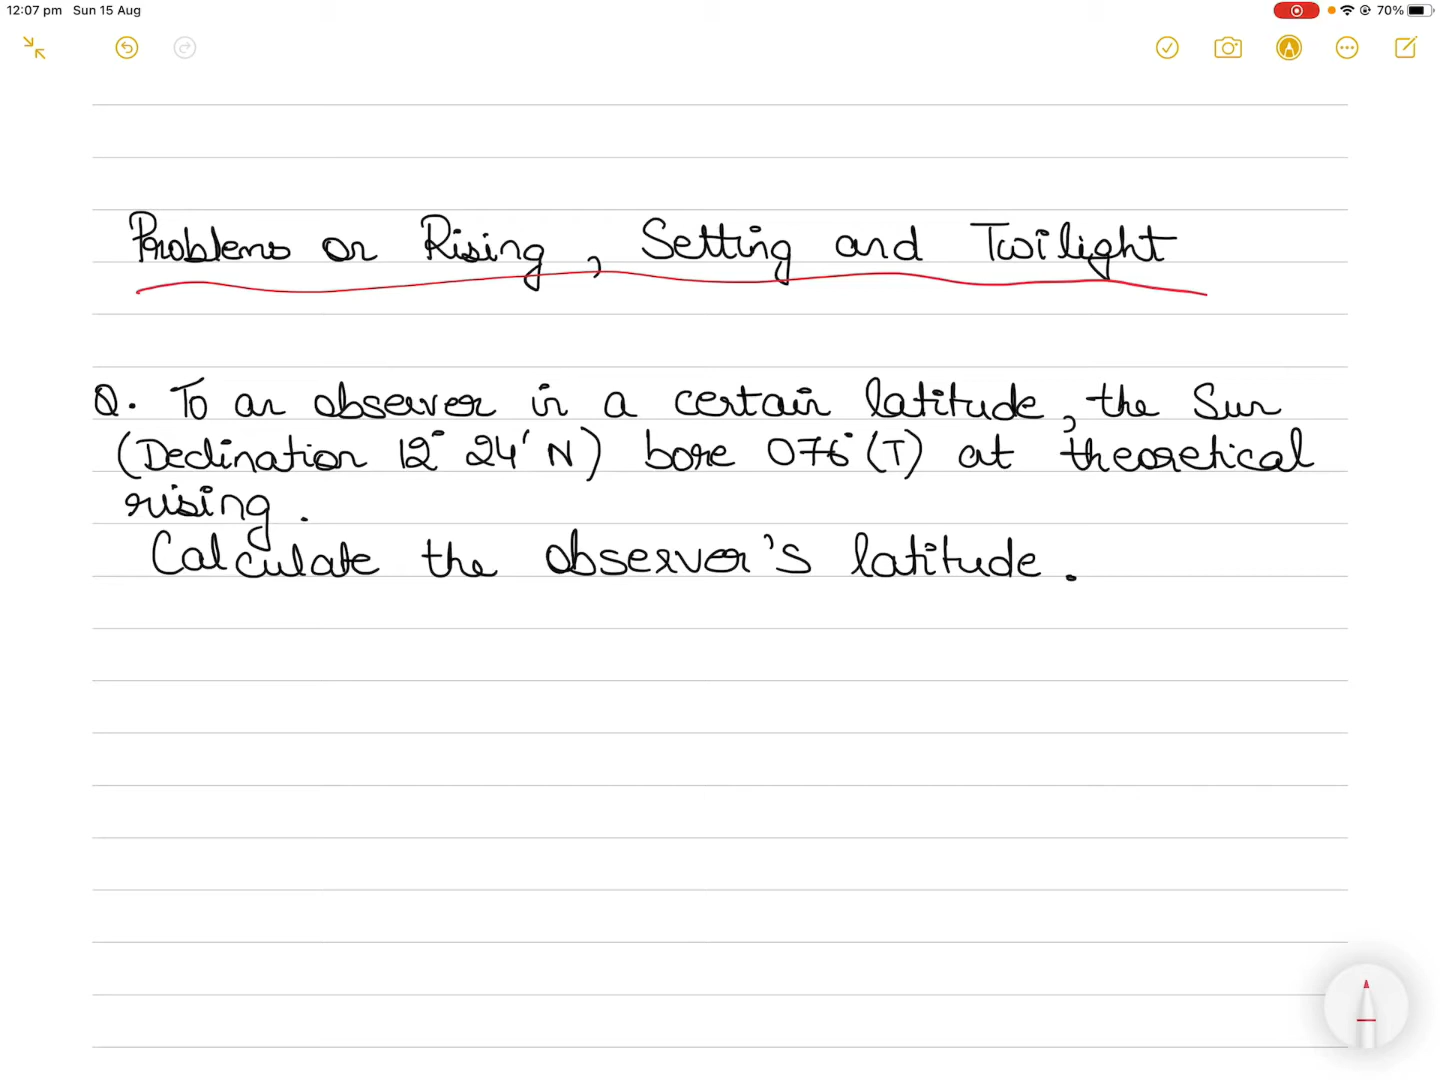 12:07 pm Sun 15 Aug
70%
Problems on Rising, Setting and Twilight
Q. To an observer in a certain latitude, the Sun
(Declination 12° 24' N) bore 076° (T) at theoretical
rising.
Calculate the observer's latitude.